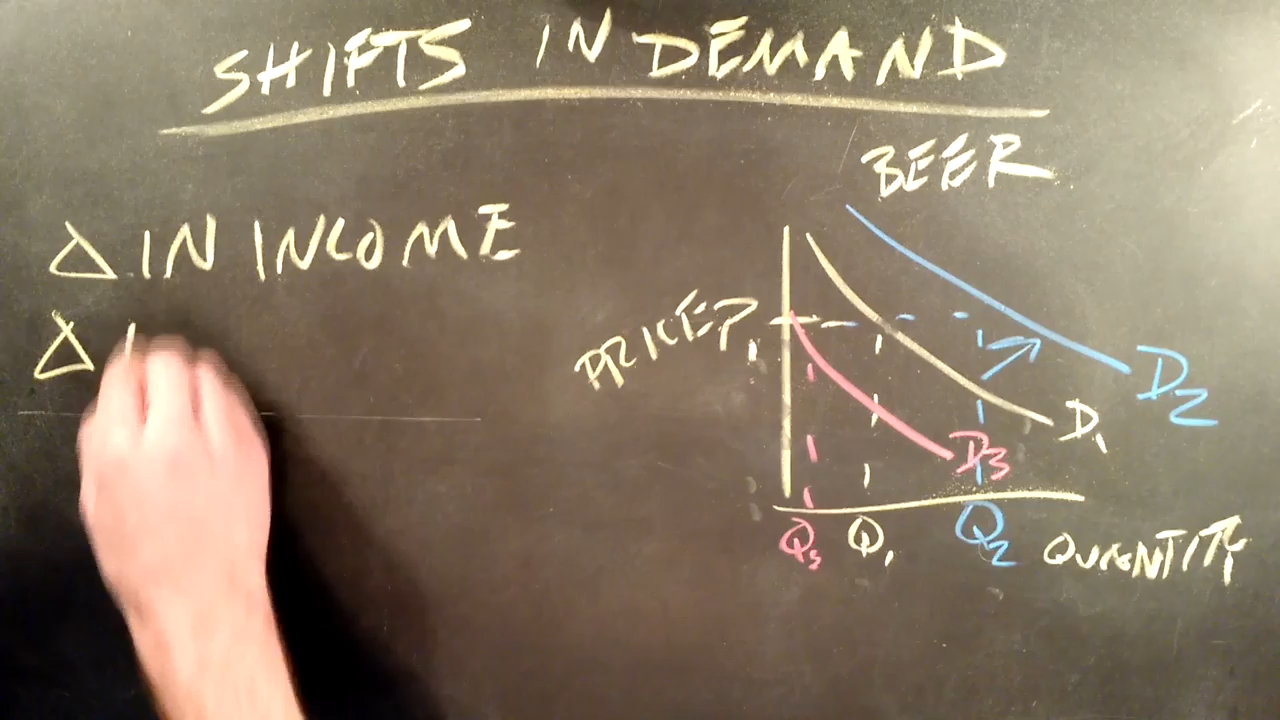 SHIFTS IN DEMAND
BEER
Δ IN INCOME
Δ I
PRICE P₁
D₂
D₁
D₃
Q₃ Q₁ Q₂ QUANTITY